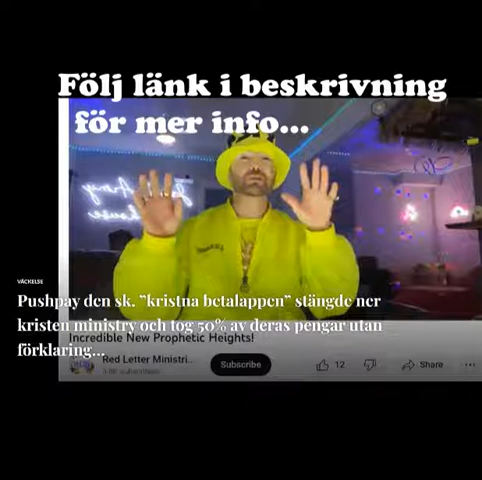 Följ länk i beskrivning
för mer info...
VÄCKELSE
Pushpay den sk. "kristna betalappen" stängde ner
kristen ministry och tog 50% av deras pengar utan
förklaring...
Incredible New Prophetic Heights!
Red Letter Ministri...
Subscribe
12
Share